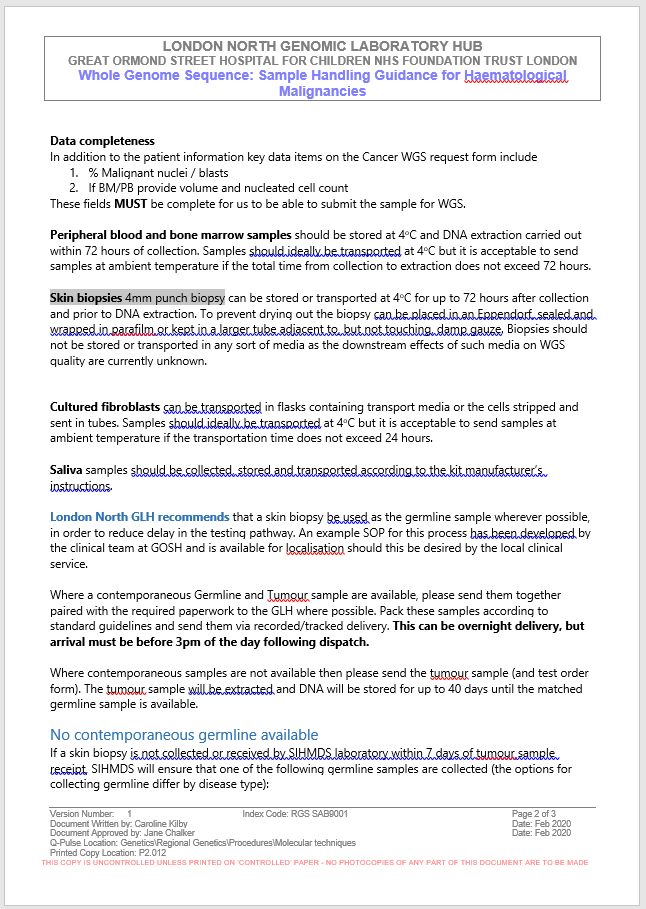 LONDON NORTH GENOMIC LABORATORY HUB
GREAT ORMOND STREET HOSPITAL FOR CHILDREN NHS FOUNDATION TRUST LONDON
Whole Genome Sequence: Sample Handling Guidance for Haematological
Malignancies
Data completeness
In addition to the patient information key data items on the Cancer WGS request form include
1. % Malignant nuclei / blasts
2. If BM/PB provide volume and nucleated cell count
These fields MUST be complete for us to be able to submit the sample for WGS.
Peripheral blood and bone marrow samples should be stored at 4ºC and DNA extraction carried out
within 72 hours of collection. Samples should ideally be transported at 4ºC but it is acceptable to send
samples at ambient temperature if the total time from collection to extraction does not exceed 72 hours.
Skin biopsies 4mm punch biopsy can be stored or transported at 4ºC for up to 72 hours after collection
and prior to DNA extraction. To prevent drying out the biopsy can be placed in an Eppendorf, sealed and
wrapped in parafilm or kept in a larger tube adjacent to, but not touching, damp gauze. Biopsies should
not be stored or transported in any sort of media as the downstream effects of such media on WGS
quality are currently unknown.
Cultured fibroblasts can be transported in flasks containing transport media or the cells stripped and
sent in tubes. Samples should ideally be transported at 4ºC but it is acceptable to send samples at
ambient temperature if the transportation time does not exceed 24 hours.
Saliva samples should be collected, stored and transported according to the kit manufacturer's
instructions.
London North GLH recommends that a skin biopsy be used as the germline sample wherever possible,
in order to reduce delay in the testing pathway. An example SOP for this process has been developed by
the clinical team at GOSH and is available for localisation should this be desired by the local clinical
service.
Where a contemporaneous Germline and Tumour sample are available, please send them together
paired with the required paperwork to the GLH where possible. Pack these samples according to
standard guidelines and send them via recorded/tracked delivery. This can be overnight delivery, but
arrival must be before 3pm of the day following dispatch.
Where contemporaneous samples are not available then please send the tumour sample (and test order
form). The tumour sample will be extracted and DNA will be stored for up to 40 days until the matched
germline sample is available.
No contemporaneous germline available
If a skin biopsy is not collected or received by SIHMDS laboratory within 7 days of tumour sample
receipt, SIHMDS will ensure that one of the following germline samples are collected (the options for
collecting germline differ by disease type):
Version Number: 1 Index Code: RGS SAB9001 Page 2 of 3
Document Written by: Caroline Kilby Date: Feb 2020
Document Approved by: Jane Chalker Date: Feb 2020
Q-Pulse Location: Genetics\Regional Genetics\Procedures\Molecular techniques
Printed Copy Location: P2.012
THIS COPY IS UNCONTROLLED UNLESS PRINTED ON 'CONTROLLED' PAPER - NO PHOTOCOPIES OF ANY PART OF THIS DOCUMENT ARE TO BE MADE